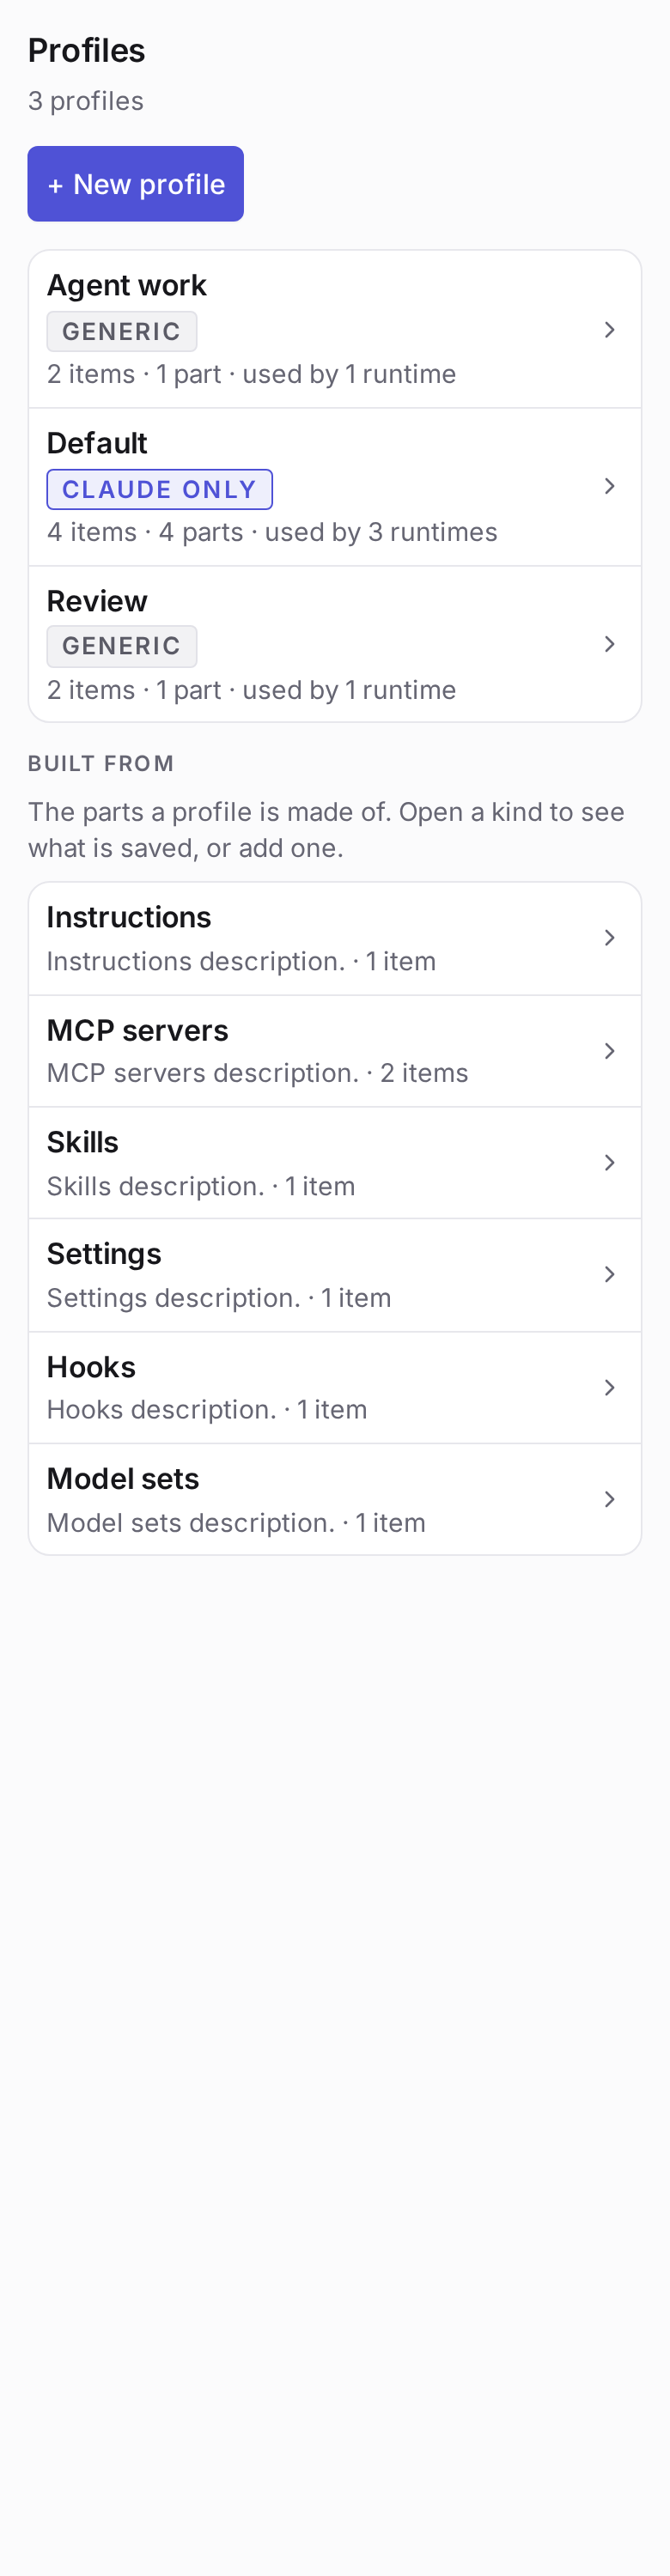 Profiles
3 profiles
+ New profile
Agent work
GENERIC
2 items · 1 part · used by 1 runtime
Default
CLAUDE ONLY
4 items · 4 parts · used by 3 runtimes
Review
GENERIC
2 items · 1 part · used by 1 runtime
BUILT FROM
The parts a profile is made of. Open a kind to see
what is saved, or add one.
Instructions
Instructions description. · 1 item
MCP servers
MCP servers description. · 2 items
Skills
Skills description. · 1 item
Settings
Settings description. · 1 item
Hooks
Hooks description. · 1 item
Model sets
Model sets description. · 1 item